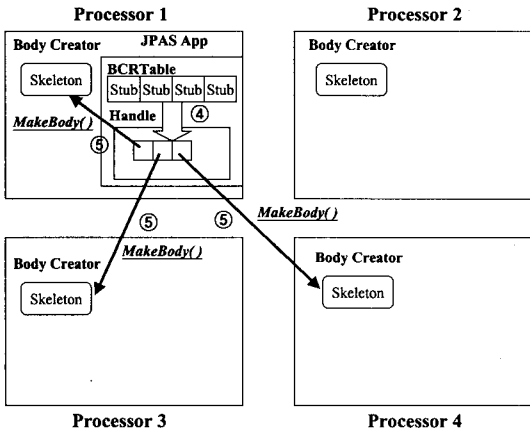 Processor 1
Processor 2
JPAS App
Body Creator
Skeleton
BCRTable
Stub Stub Stub Stub
④
Handle
MakeBody()
⑤
Body Creator
Skeleton
⑤
MakeBody()
⑤
MakeBody()
Body Creator
Skeleton
Body Creator
Skeleton
Processor 3
Processor 4